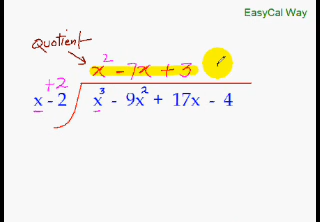 EasyCal Way
Quotient
x² - 7x + 3
+2
x - 2
x³ - 9x² + 17x - 4